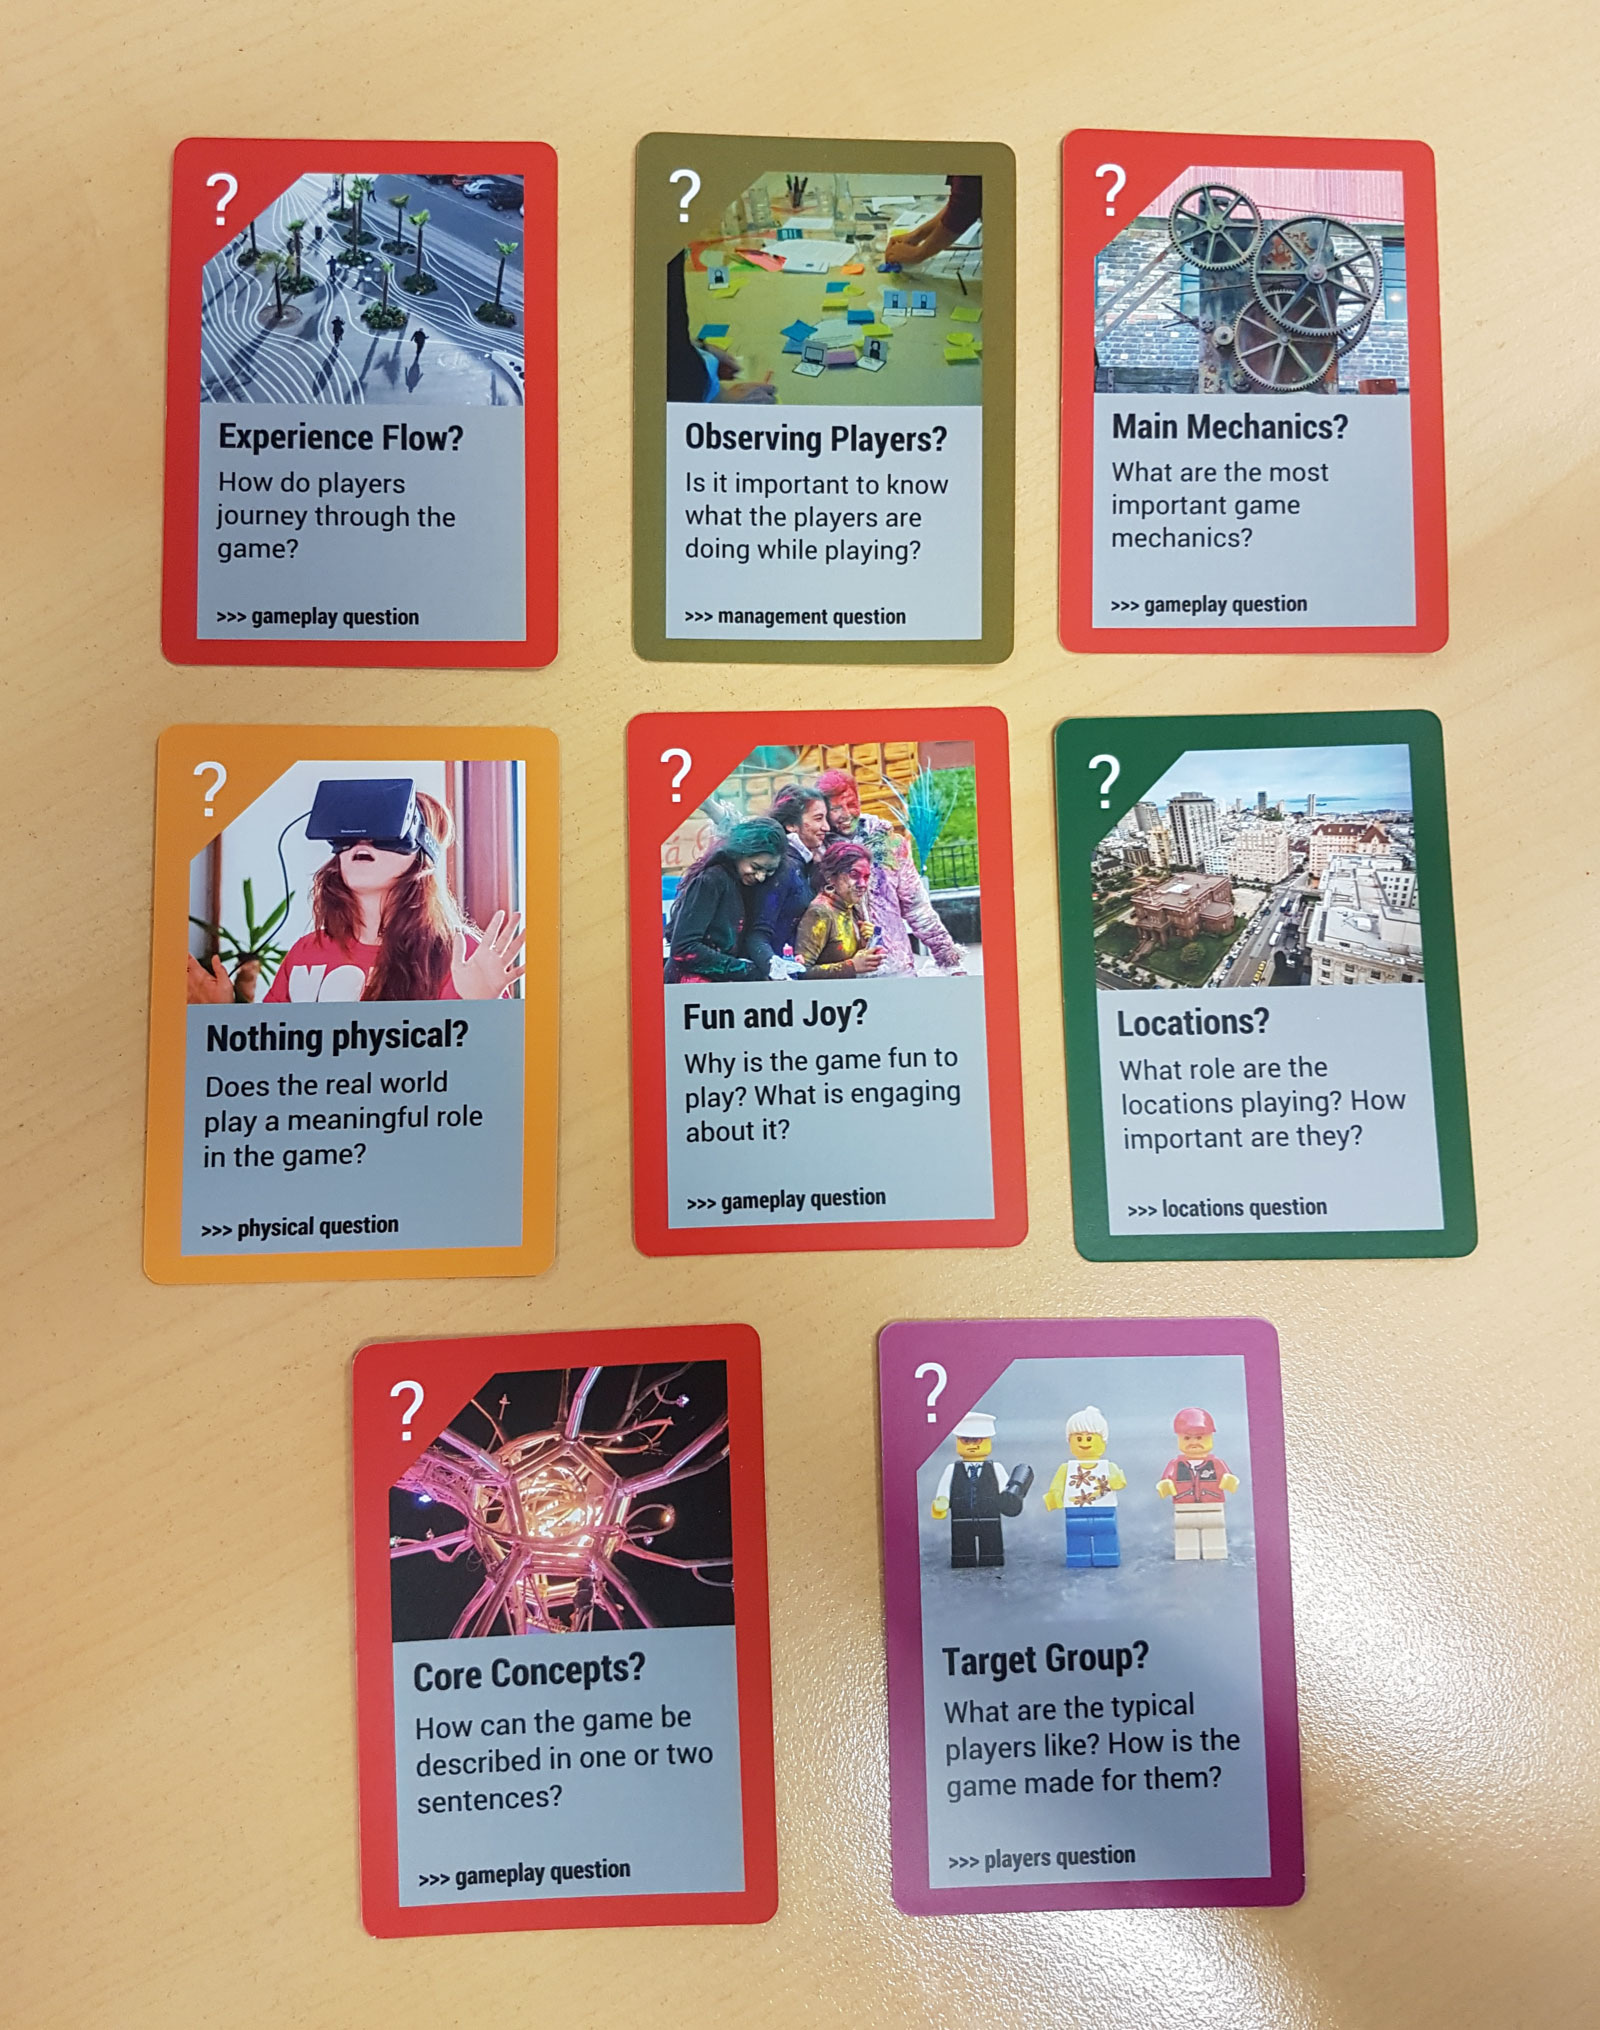 ?
Experience Flow?
How do players
journey through the
game?
>>> gameplay question
?
Observing Players?
Is it important to know
what the players are
doing while playing?
>>> management question
?
Main Mechanics?
What are the most
important game
mechanics?
>>> gameplay question
?
Nothing physical?
Does the real world
play a meaningful role
in the game?
>>> physical question
?
Fun and Joy?
Why is the game fun to
play? What is engaging
about it?
>>> gameplay question
?
Locations?
What role are the
locations playing? How
important are they?
>>> locations question
?
Core Concepts?
How can the game be
described in one or two
sentences?
>>> gameplay question
?
Target Group?
What are the typical
players like? How is the
game made for them?
>>> players question